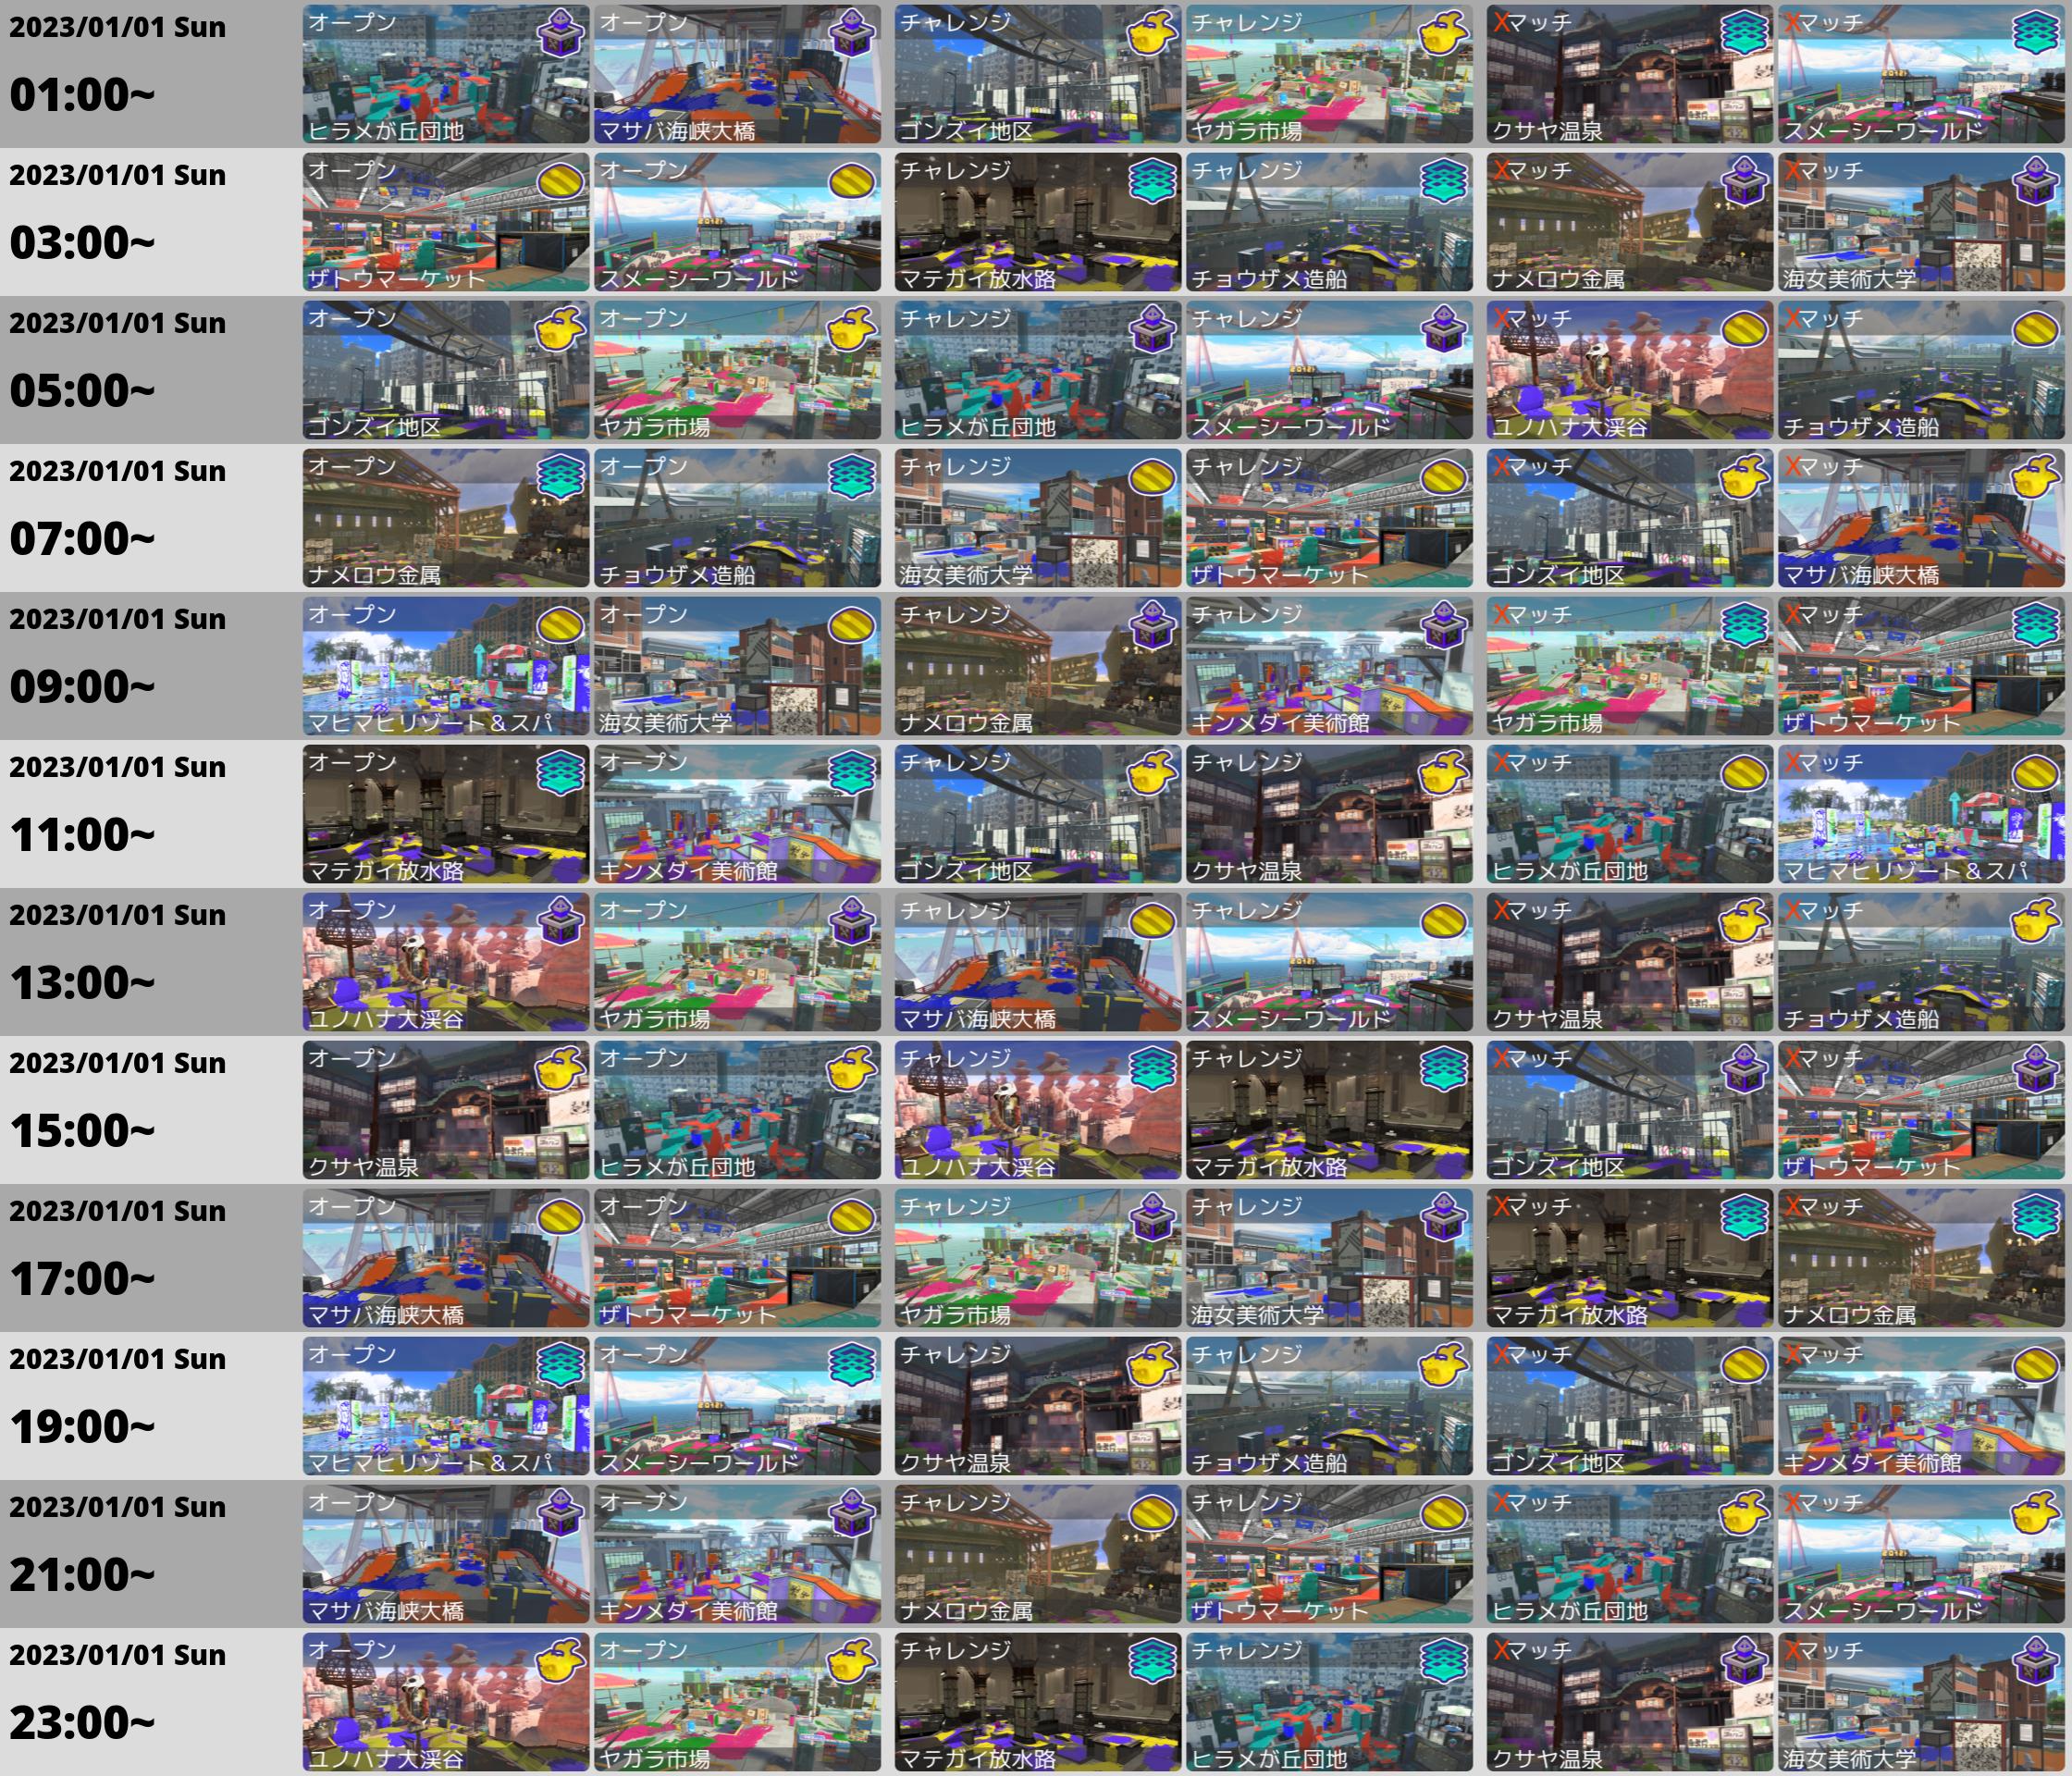 2023/01/01 Sun
01:00~
オープン オープン チャレンジ チャレンジ Xマッチ Xマッチ
ヒラメが丘団地 マサバ海峡大橋 ゴンズイ地区 ヤガラ市場 クサヤ温泉 スメーシーワールド
2023/01/01 Sun
03:00~
オープン オープン チャレンジ チャレンジ Xマッチ Xマッチ
ザトウマーケット スメーシーワールド マテガイ放水路 チョウザメ造船 ナメロウ金属 海女美術大学
2023/01/01 Sun
05:00~
オープン オープン チャレンジ チャレンジ Xマッチ Xマッチ
ゴンズイ地区 ヤガラ市場 ヒラメが丘団地 スメーシーワールド ユノハナ大渓谷 チョウザメ造船
2023/01/01 Sun
07:00~
オープン オープン チャレンジ チャレンジ Xマッチ Xマッチ
ナメロウ金属 チョウザメ造船 海女美術大学 ザトウマーケット ゴンズイ地区 マサバ海峡大橋
2023/01/01 Sun
09:00~
オープン オープン チャレンジ チャレンジ Xマッチ Xマッチ
マヒマヒリゾート＆スパ 海女美術大学 ナメロウ金属 キンメダイ美術館 ヤガラ市場 ザトウマーケット
2023/01/01 Sun
11:00~
オープン オープン チャレンジ チャレンジ Xマッチ Xマッチ
マテガイ放水路 キンメダイ美術館 ゴンズイ地区 クサヤ温泉 ヒラメが丘団地 マヒマヒリゾート＆スパ
2023/01/01 Sun
13:00~
オープン オープン チャレンジ チャレンジ Xマッチ Xマッチ
ユノハナ大渓谷 ヤガラ市場 マサバ海峡大橋 スメーシーワールド クサヤ温泉 チョウザメ造船
2023/01/01 Sun
15:00~
オープン オープン チャレンジ チャレンジ Xマッチ Xマッチ
クサヤ温泉 ヒラメが丘団地 ユノハナ大渓谷 マテガイ放水路 ゴンズイ地区 ザトウマーケット
2023/01/01 Sun
17:00~
オープン オープン チャレンジ チャレンジ Xマッチ Xマッチ
マサバ海峡大橋 ザトウマーケット ヤガラ市場 海女美術大学 マテガイ放水路 ナメロウ金属
2023/01/01 Sun
19:00~
オープン オープン チャレンジ チャレンジ Xマッチ Xマッチ
マヒマヒリゾート＆スパ スメーシーワールド クサヤ温泉 チョウザメ造船 ゴンズイ地区 キンメダイ美術館
2023/01/01 Sun
21:00~
オープン オープン チャレンジ チャレンジ Xマッチ Xマッチ
マサバ海峡大橋 キンメダイ美術館 ナメロウ金属 ザトウマーケット ヒラメが丘団地 スメーシーワールド
2023/01/01 Sun
23:00~
オープン オープン チャレンジ チャレンジ Xマッチ Xマッチ
ユノハナ大渓谷 ヤガラ市場 マテガイ放水路 ヒラメが丘団地 クサヤ温泉 海女美術大学